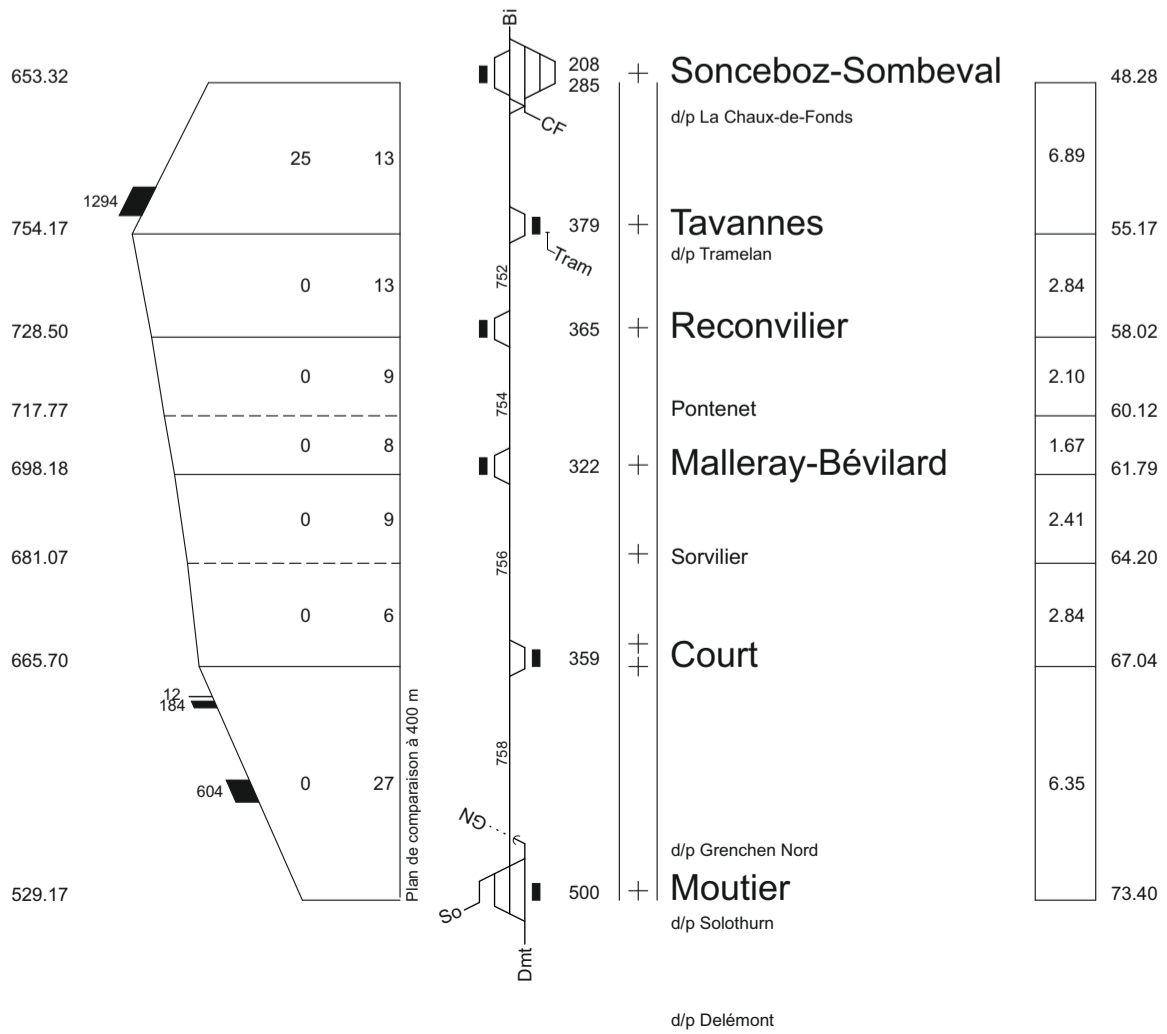 Bi
653.32 208 Sonceboz-Sombeval 48.28
285
CF d/p La Chaux-de-Fonds
25 13 6.89
1294
754.17 379 Tavannes 55.17
Tram d/p Tramelan
752
0 13 2.84
728.50 365 Reconvilier 58.02
0 9 2.10
754
717.77 Pontenet 60.12
0 8 1.67
698.18 322 Malleray-Bévilard 61.79
0 9 2.41
756
681.07 Sorvilier 64.20
0 6 2.84
665.70 359 Court 67.04
12
184
Plan de comparaison à 400 m
758
604 0 27 6.35
GN
d/p Grenchen Nord
529.17 500 Moutier 73.40
So d/p Solothurn
Dmt
d/p Delémont